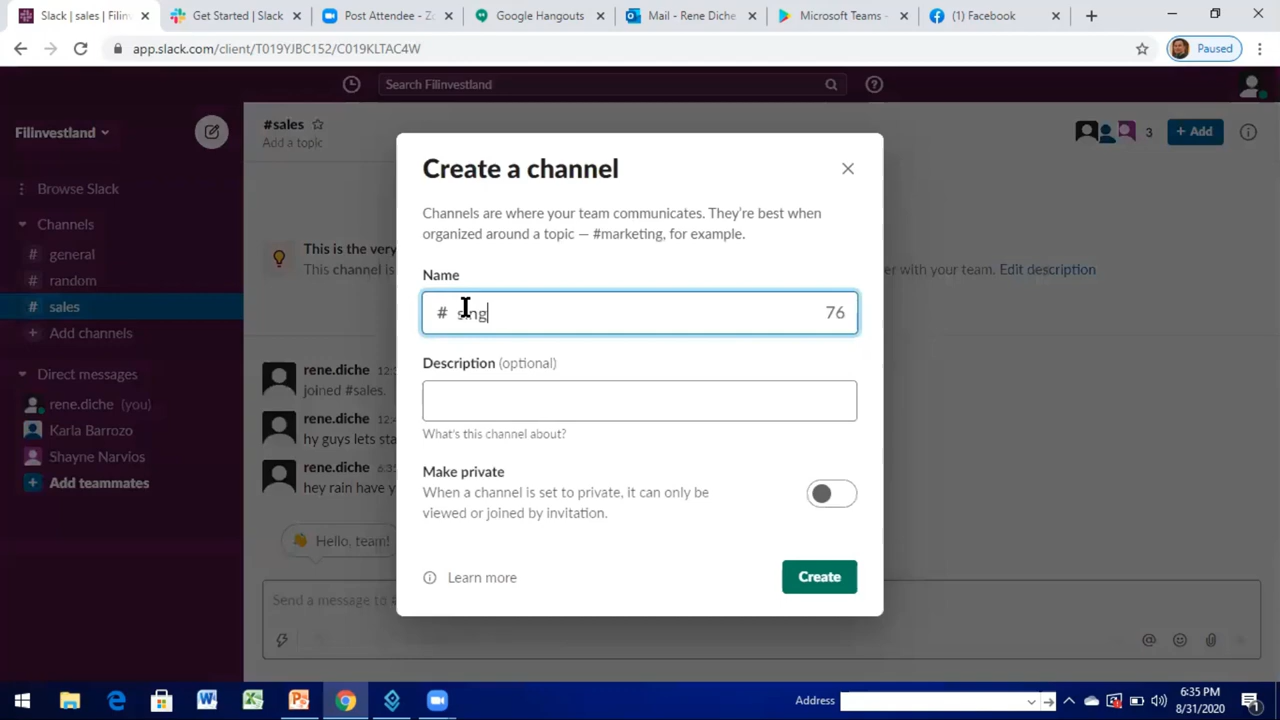 Slack | sales | Filin
Get Started | Slack
Post Attendee - Z
Google Hangouts
Mail - Rene Diche
Microsoft Teams -
(1) Facebook
app.slack.com/client/T019YJBC152/C019KLTAC4W
Paused
Search Filinvestland
Filinvestland
#sales
Add a topic
3
+ Add
Browse Slack
Channels
# general
# random
# sales
+ Add channels
Direct messages
rene.diche (you)
Karla Barrozo
Shayne Narvios
+ Add teammates
This is the very
This channel is
er with your team. Edit description
rene.diche
joined #sales.
rene.diche
hy guys lets sta
rene.diche
hey rain have y
Hello, team!
Send a message to
Create a channel
Channels are where your team communicates. They're best when
organized around a topic — #marketing, for example.
Name
# sing
76
Description (optional)
What's this channel about?
Make private
When a channel is set to private, it can only be
viewed or joined by invitation.
Learn more
Create
Address
6:35 PM
8/31/2020